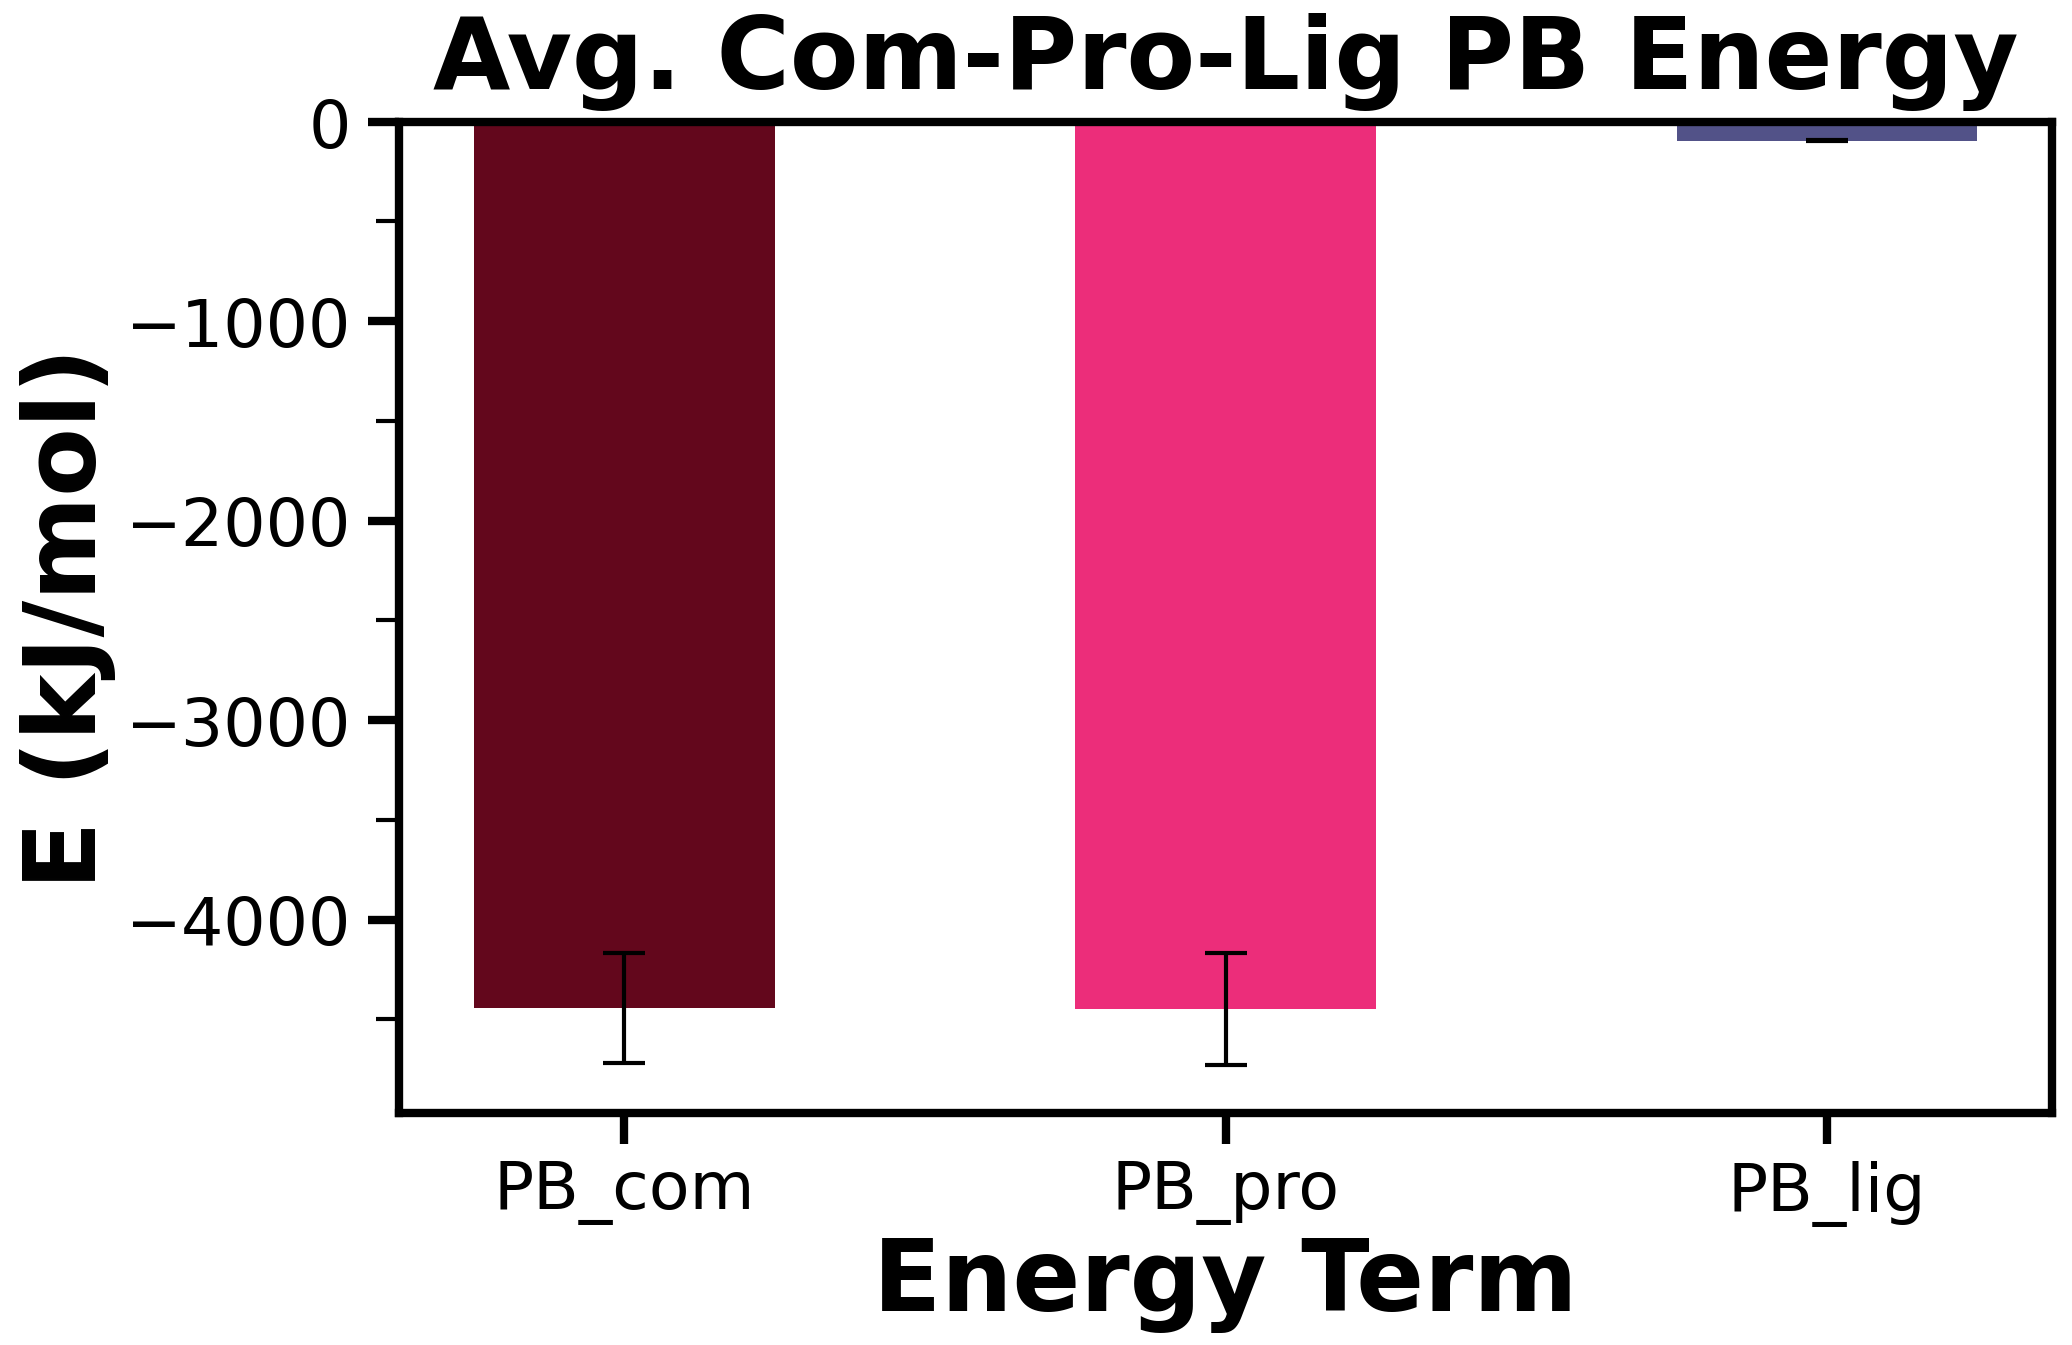 Avg. Com-Pro-Lig PB Energy
0
−1000
−2000
−3000
−4000
E (kJ/mol)
PB_com PB_pro PB_lig
Energy Term